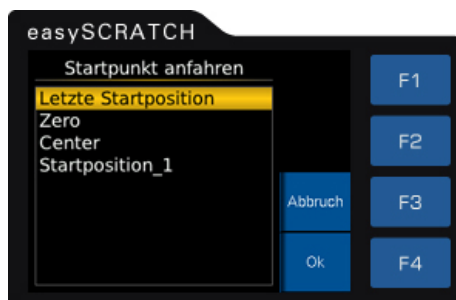 easySCRATCH
Startpunkt anfahren
Letzte Startposition
Zero
Center
Startposition_1
Abbruch
Ok
F1
F2
F3
F4